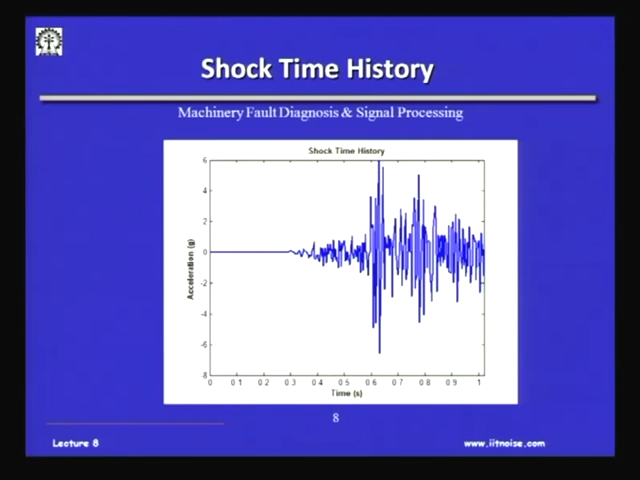 Shock Time History
Machinery Fault Diagnosis & Signal Processing
Shock Time History
6
4
2
0
-2
-4
-6
-8
Acceleration (g)
0 0 1 0 2 0 3 0 4 0 5 0 6 0 7 0 8 0 9 1
Time (s)
8
Lecture 8
www.iitnoise.com